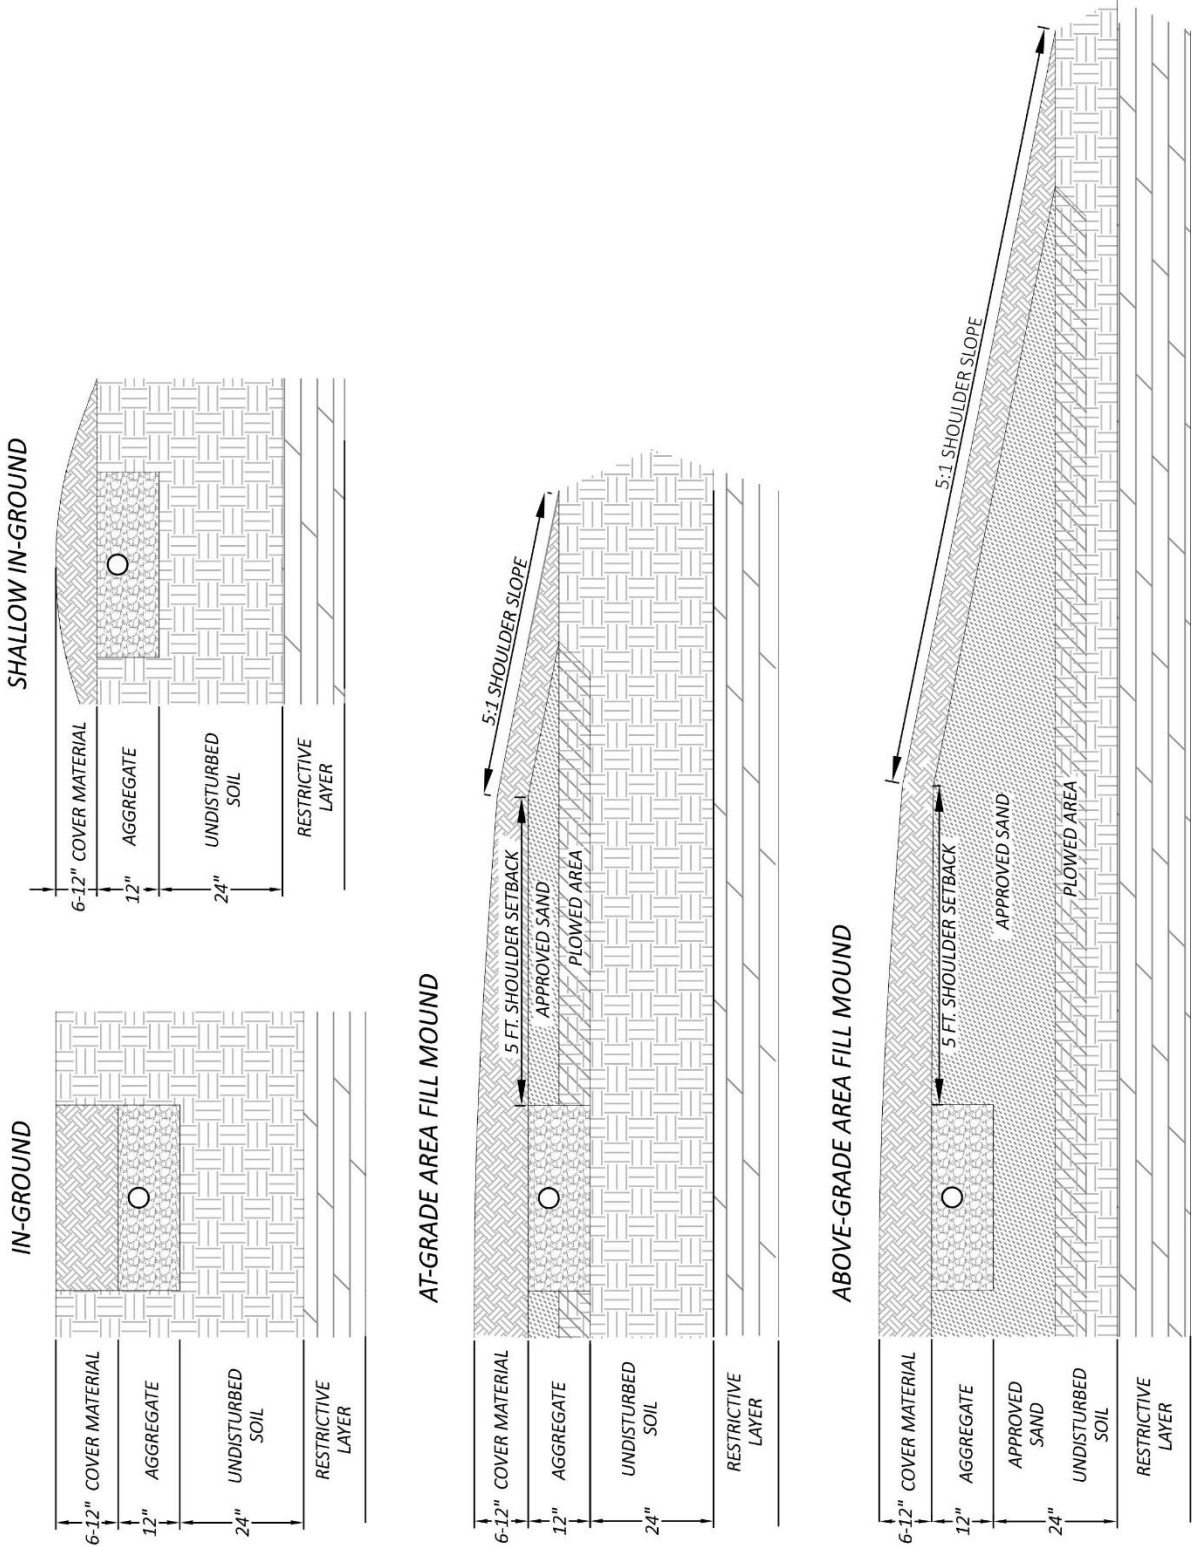 IN-GROUND
6-12" COVER MATERIAL
12"
AGGREGATE
24"
UNDISTURBED
SOIL
RESTRICTIVE
LAYER
SHALLOW IN-GROUND
6-12" COVER MATERIAL
12"
AGGREGATE
24"
UNDISTURBED
SOIL
RESTRICTIVE
LAYER
AT-GRADE AREA FILL MOUND
6-12" COVER MATERIAL
12"
AGGREGATE
24"
UNDISTURBED
SOIL
RESTRICTIVE
LAYER
5 FT. SHOULDER SETBACK
APPROVED SAND
PLOWED AREA
5:1 SHOULDER SLOPE
ABOVE-GRADE AREA FILL MOUND
6-12" COVER MATERIAL
12"
AGGREGATE
24"
APPROVED
SAND
UNDISTURBED
SOIL
RESTRICTIVE
LAYER
5 FT. SHOULDER SETBACK
APPROVED SAND
PLOWED AREA
5:1 SHOULDER SLOPE